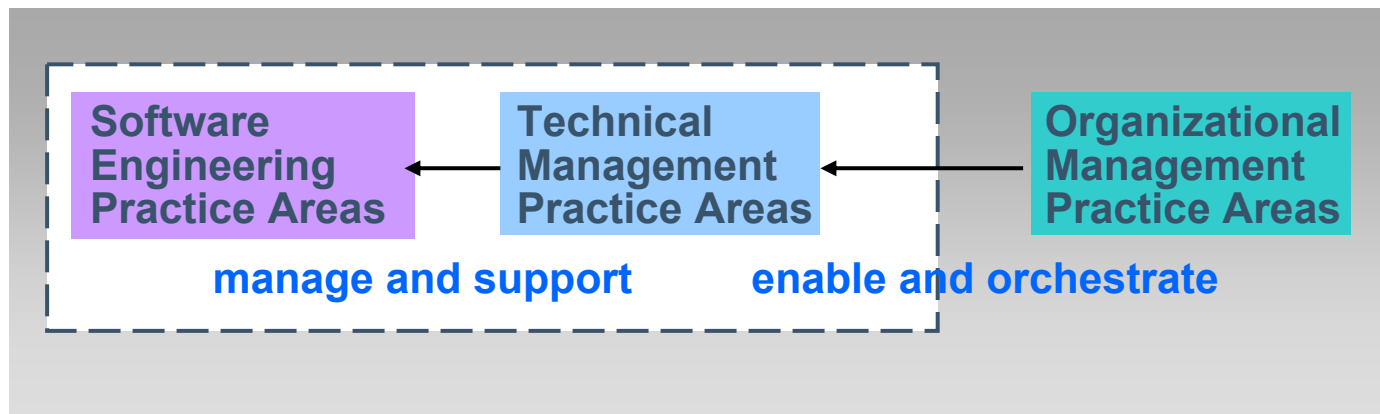 Software
Engineering
Practice Areas
Technical
Management
Practice Areas
Organizational
Management
Practice Areas
manage and support
enable and orchestrate